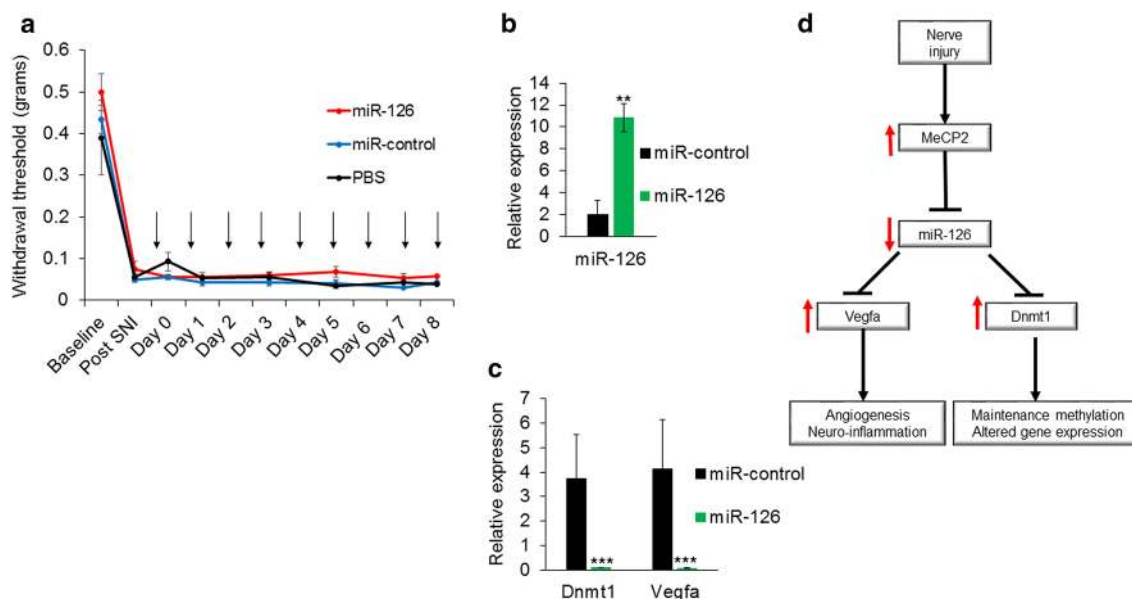 a
Withdrawal threshold (grams)
0.6
0.5
0.4
0.3
0.2
0.1
0
miR-126
miR-control
PBS
Baseline
Post SNI
Day 0
Day 1
Day 2
Day 3
Day 4
Day 5
Day 6
Day 7
Day 8
b
Relative expression
14
12
10
8
6
4
2
0
**
miR-control
miR-126
miR-126
c
Relative expression
7
6
5
4
3
2
1
0
***
***
miR-control
miR-126
Dnmt1
Vegfa
d
Nerve
injury
MeCP2
miR-126
Vegfa
Dnmt1
Angiogenesis
Neuro-inflammation
Maintenance methylation
Altered gene expression